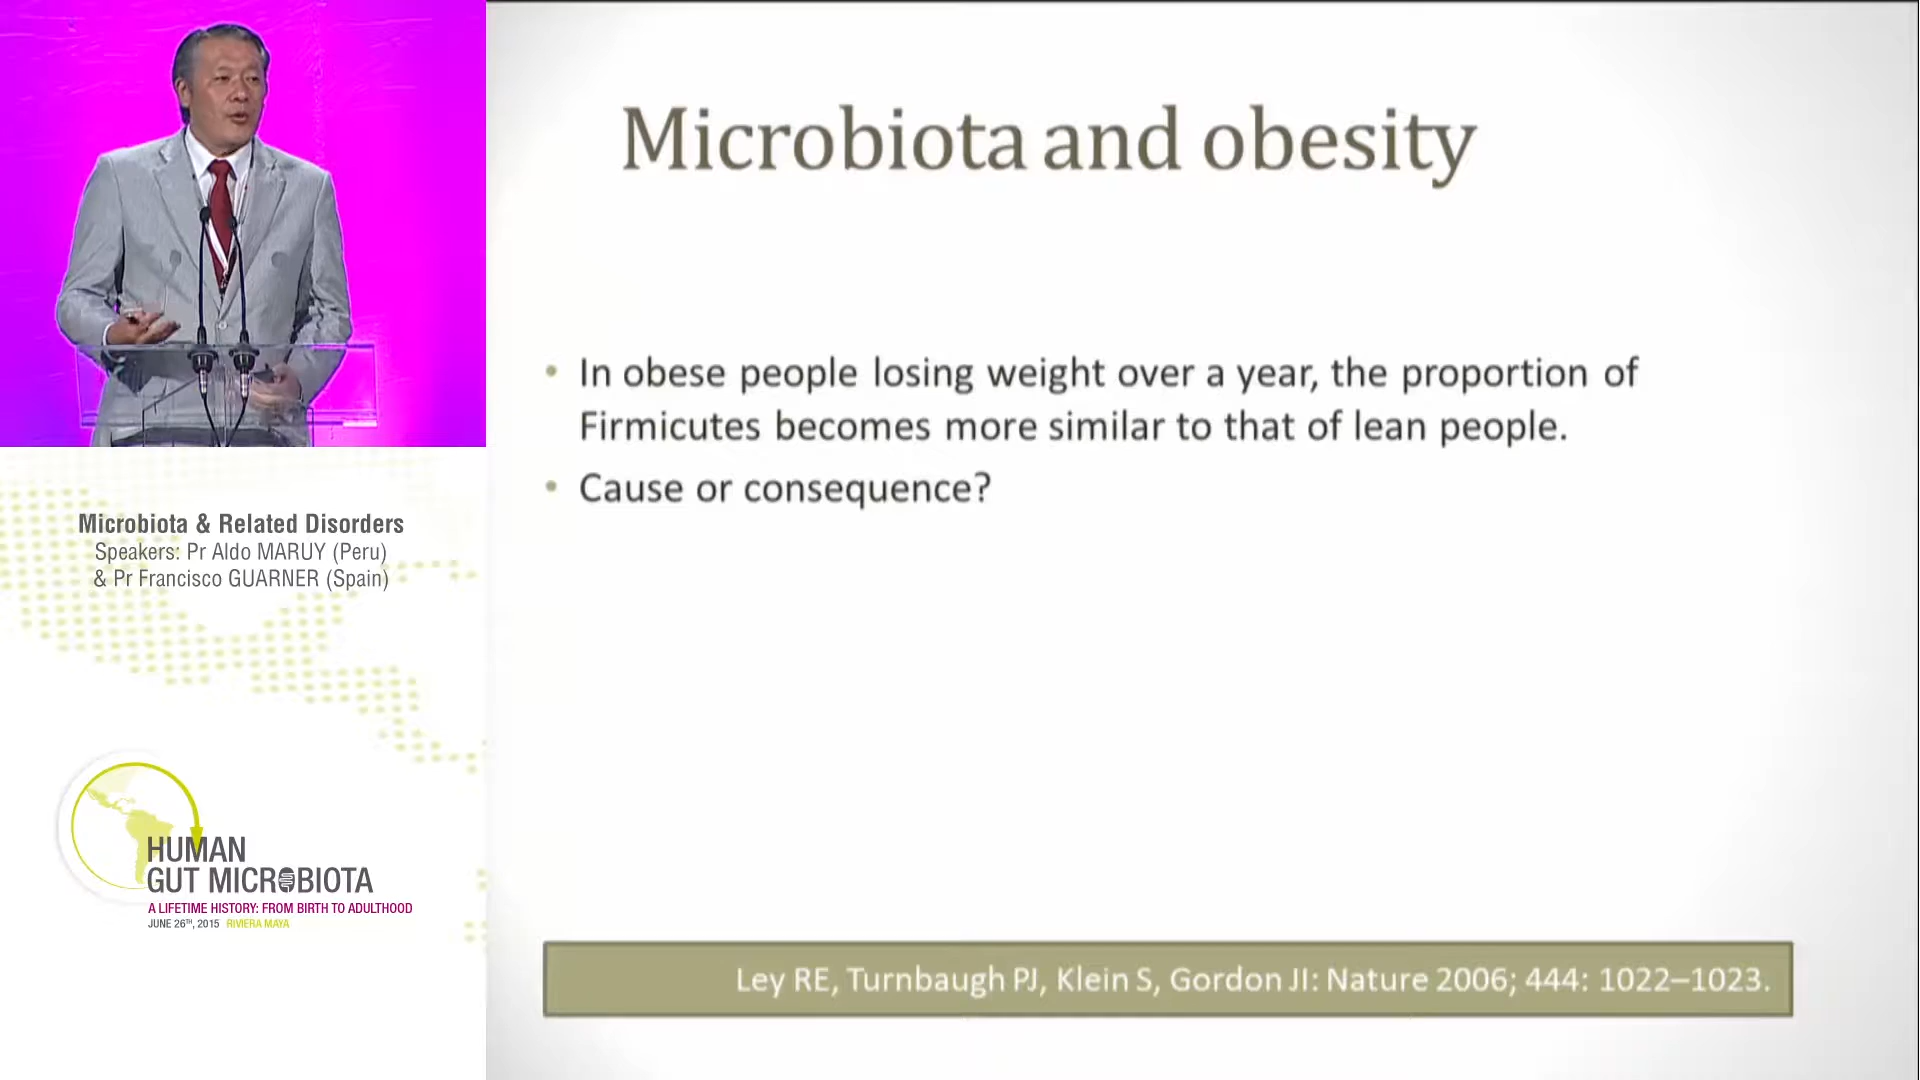 Microbiota and obesity
• In obese people losing weight over a year, the proportion of
Firmicutes becomes more similar to that of lean people.
• Cause or consequence?
Ley RE, Turnbaugh PJ, Klein S, Gordon JI: Nature 2006; 444: 1022–1023.
Microbiota & Related Disorders
Speakers: Pr Aldo MARUY (Peru)
& Pr Francisco GUARNER (Spain)
HUMAN
GUT MICROBIOTA
A LIFETIME HISTORY: FROM BIRTH TO ADULTHOOD
JUNE 26TH, 2015 RIVIERA MAYA